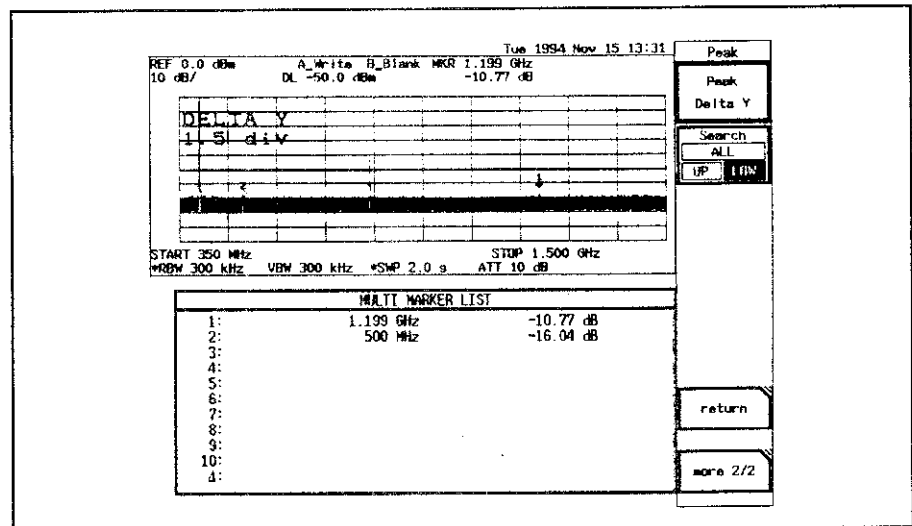 Tue 1994 Nov 15 13:31
REF 0.0 dBm A_Write B_Blank MKR 1.199 GHz
10 dB/ DL -50.0 dBm -10.77 dB
DELTA Y
1.5 div
START 350 MHz STOP 1.500 GHz
*RBW 300 kHz VBW 300 kHz *SWP 2.0 s ATT 10 dB
MULTI MARKER LIST
1: 1.199 GHz -10.77 dB
2: 500 MHz -16.04 dB
3:
4:
5:
6:
7:
8:
9:
10:
Δ:
Peak
Peak
Delta Y
Search
ALL
UP LOW
return
more 2/2